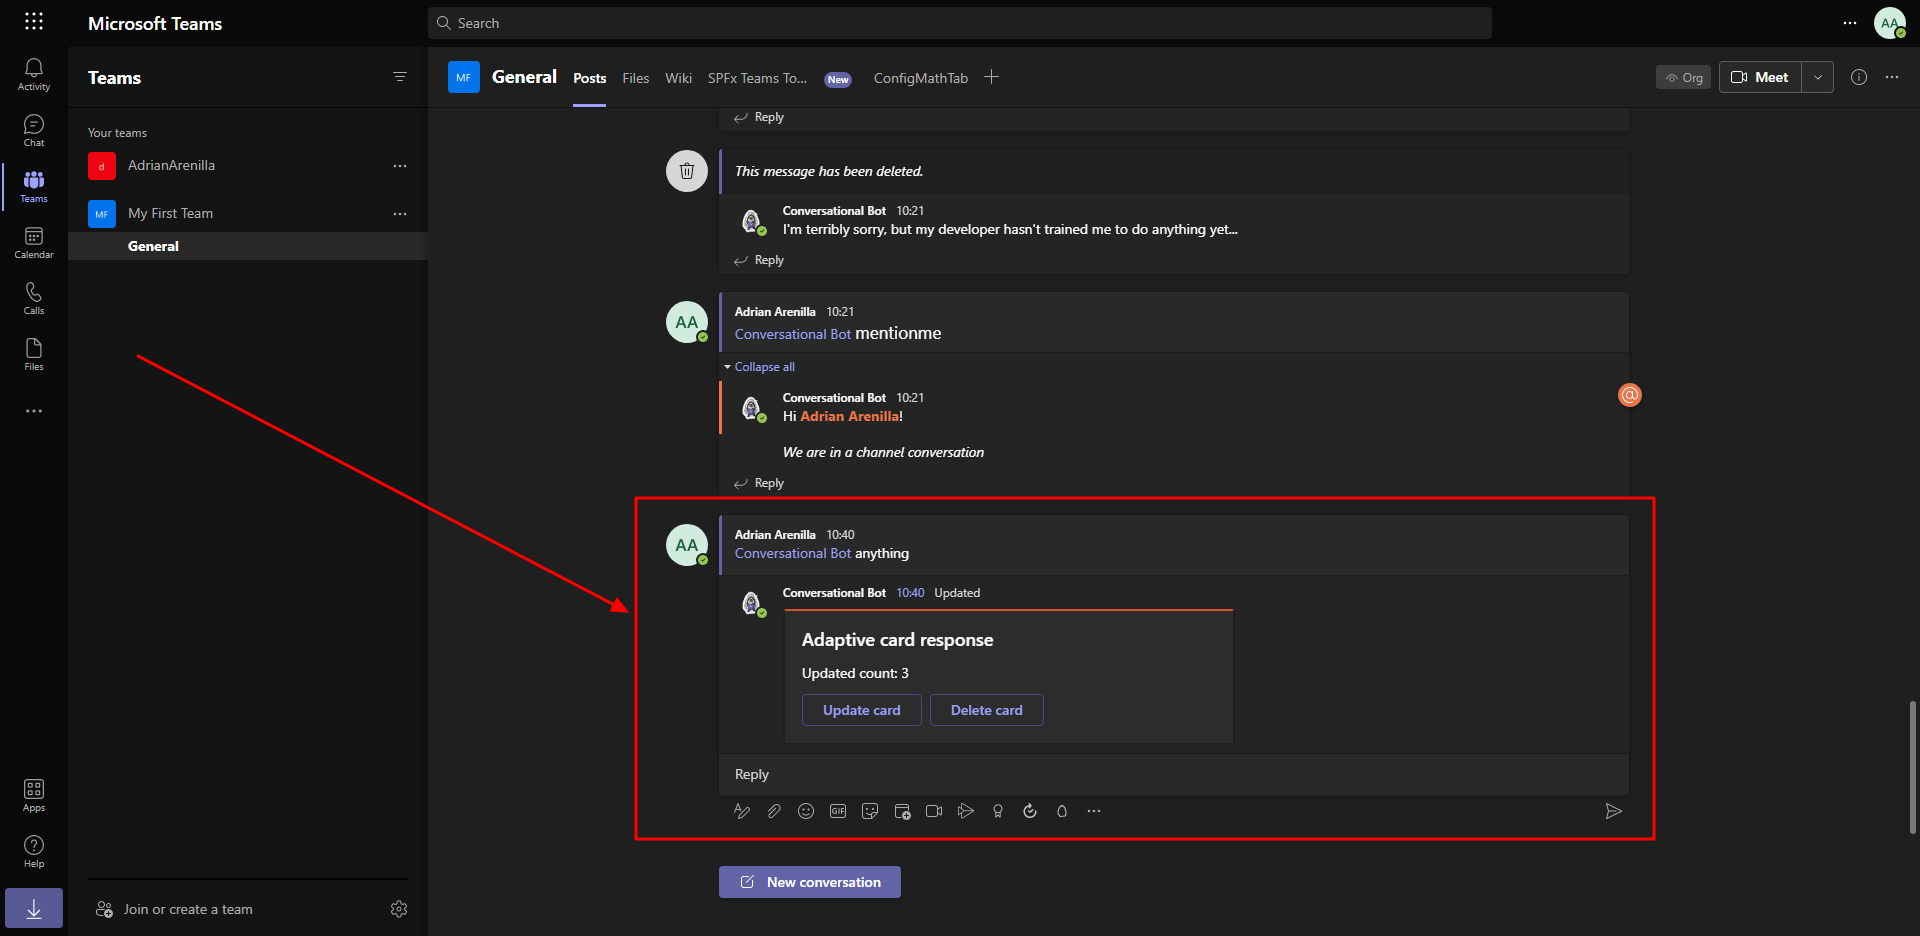 Microsoft Teams
Search
AA
Activity
Chat
Teams
Calendar
Calls
Files
Apps
Help
Teams
Your teams
d AdrianArenilla
MF My First Team
General
Join or create a team
MF General Posts Files Wiki SPFx Teams To... New ConfigMathTab
Org Meet
Reply
This message has been deleted.
Conversational Bot 10:21
I'm terribly sorry, but my developer hasn't trained me to do anything yet...
Reply
AA
Adrian Arenilla 10:21
Conversational Bot mentionme
Collapse all
Conversational Bot 10:21
Hi Adrian Arenilla!
We are in a channel conversation
Reply
AA
Adrian Arenilla 10:40
Conversational Bot anything
Conversational Bot 10:40 Updated
Adaptive card response
Updated count: 3
Update card Delete card
Reply
GIF
New conversation